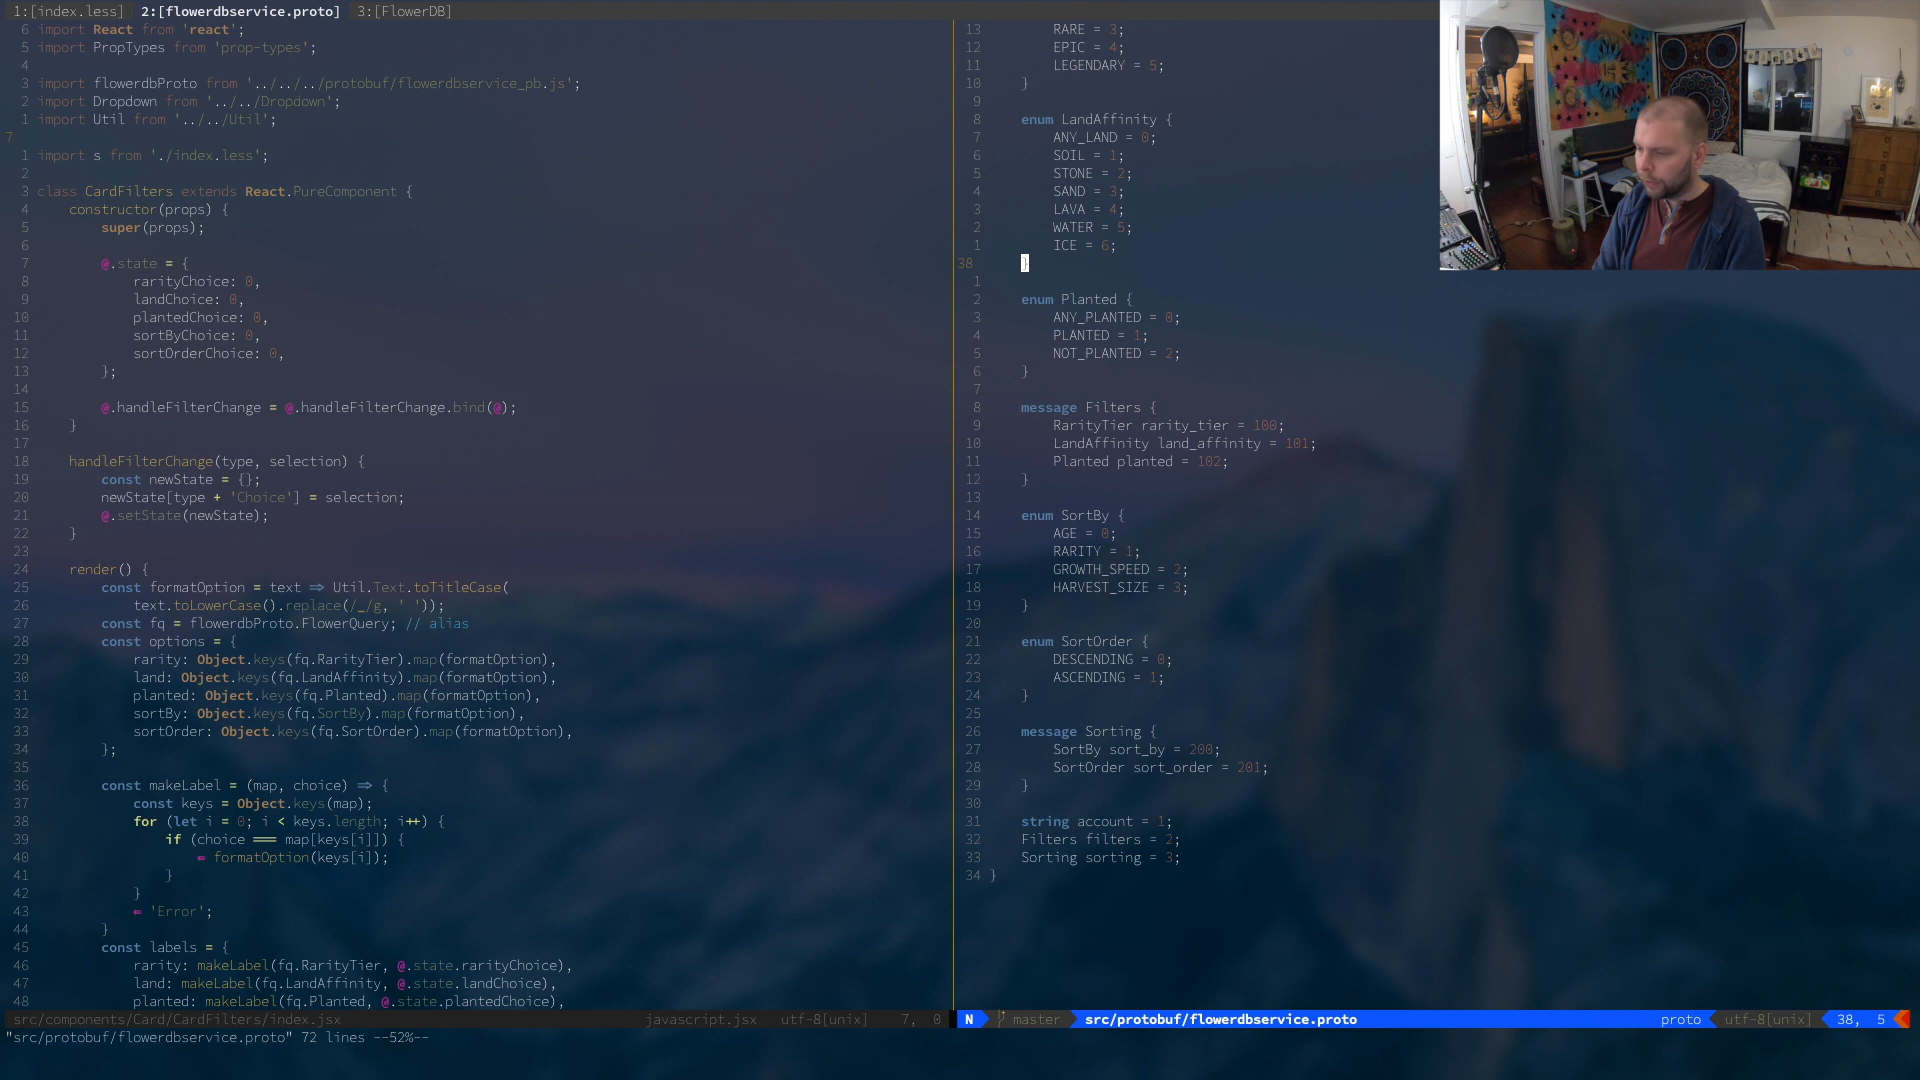 1:[index.less]  2:[flowerdbservice.proto]  3:[FlowerDB]
6 import React from 'react';
5 import PropTypes from 'prop-types';
4
3 import flowerdbProto from '../../../protobuf/flowerdbservice_pb.js';
2 import Dropdown from '../../Dropdown';
1 import Util from '../../Util';
7
1 import s from './index.less';
2
3 class CardFilters extends React.PureComponent {
4     constructor(props) {
5         super(props);
6
7         @.state = {
8             rarityChoice: 0,
9             landChoice: 0,
10             plantedChoice: 0,
11             sortByChoice: 0,
12             sortOrderChoice: 0,
13         };
14
15         @.handleFilterChange = @.handleFilterChange.bind(@);
16     }
17
18     handleFilterChange(type, selection) {
19         const newState = {};
20         newState[type + 'Choice'] = selection;
21         @.setState(newState);
22     }
23
24     render() {
25         const formatOption = text ⇒ Util.Text.toTitleCase(
26             text.toLowerCase().replace(/_/g, ' '));
27         const fq = flowerdbProto.FlowerQuery; // alias
28         const options = {
29             rarity: Object.keys(fq.RarityTier).map(formatOption),
30             land: Object.keys(fq.LandAffinity).map(formatOption),
31             planted: Object.keys(fq.Planted).map(formatOption),
32             sortBy: Object.keys(fq.SortBy).map(formatOption),
33             sortOrder: Object.keys(fq.SortOrder).map(formatOption),
34         };
35
36         const makeLabel = (map, choice) ⇒ {
37             const keys = Object.keys(map);
38             for (let i = 0; i < keys.length; i++) {
39                 if (choice === map[keys[i]]) {
40                     ⇚ formatOption(keys[i]);
41                 }
42             }
43             ⇚ 'Error';
44         }
45         const labels = {
46             rarity: makeLabel(fq.RarityTier, @.state.rarityChoice),
47             land: makeLabel(fq.LandAffinity, @.state.landChoice),
48             planted: makeLabel(fq.Planted, @.state.plantedChoice),
src/components/Card/CardFilters/index.jsx  javascript.jsx  utf-8[unix]  7, 0
13         RARE = 3;
12         EPIC = 4;
11         LEGENDARY = 5;
10     }
9
8     enum LandAffinity {
7         ANY_LAND = 0;
6         SOIL = 1;
5         STONE = 2;
4         SAND = 3;
3         LAVA = 4;
2         WATER = 5;
1         ICE = 6;
38     }
1
2     enum Planted {
3         ANY_PLANTED = 0;
4         PLANTED = 1;
5         NOT_PLANTED = 2;
6     }
7
8     message Filters {
9         RarityTier rarity_tier = 100;
10         LandAffinity land_affinity = 101;
11         Planted planted = 102;
12     }
13
14     enum SortBy {
15         AGE = 0;
16         RARITY = 1;
17         GROWTH_SPEED = 2;
18         HARVEST_SIZE = 3;
19     }
20
21     enum SortOrder {
22         DESCENDING = 0;
23         ASCENDING = 1;
24     }
25
26     message Sorting {
27         SortBy sort_by = 200;
28         SortOrder sort_order = 201;
29     }
30
31     string account = 1;
32     Filters filters = 2;
33     Sorting sorting = 3;
34 }
N  master  src/protobuf/flowerdbservice.proto  proto  utf-8[unix]  38, 5
"src/protobuf/flowerdbservice.proto" 72 lines --52%--